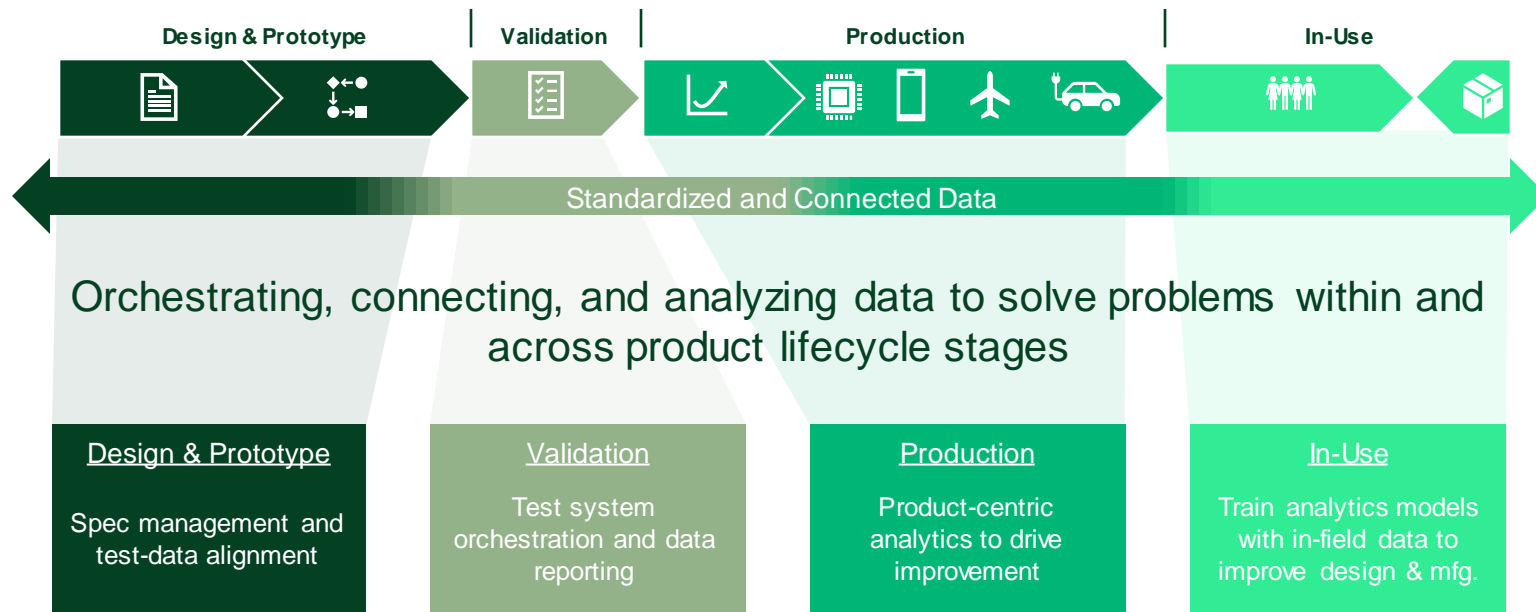 Design & Prototype
Validation
Production
In-Use
Standardized and Connected Data
Orchestrating, connecting, and analyzing data to solve problems within and
across product lifecycle stages
Design & Prototype
Spec management and
test-data alignment
Validation
Test system
orchestration and data
reporting
Production
Product-centric
analytics to drive
improvement
In-Use
Train analytics models
with in-field data to
improve design & mfg.